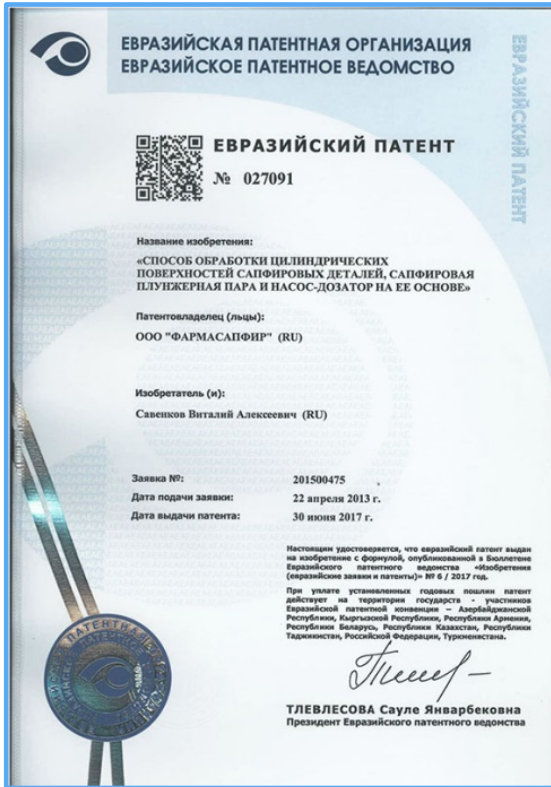 ЕВРАЗИЙСКАЯ ПАТЕНТНАЯ ОРГАНИЗАЦИЯ
ЕВРАЗИЙСКОЕ ПАТЕНТНОЕ ВЕДОМСТВО
ЕВРАЗИЙСКИЙ ПАТЕНТ
ЕВРАЗИЙСКИЙ ПАТЕНТ
№ 027091
Название изобретения:
«СПОСОБ ОБРАБОТКИ ЦИЛИНДРИЧЕСКИХ
ПОВЕРХНОСТЕЙ САПФИРОВЫХ ДЕТАЛЕЙ, САПФИРОВАЯ
ПЛУНЖЕРНАЯ ПАРА И НАСОС-ДОЗАТОР НА ЕЕ ОСНОВЕ»
Патентовладелец (льцы):
ООО "ФАРМАСАПФИР" (RU)
Изобретатель (и):
Савенков Виталий Алексеевич (RU)
Заявка №: 201500475
Дата подачи заявки: 22 апреля 2013 г.
Дата выдачи патента: 30 июня 2017 г.
Настоящим удостоверяется, что евразийский патент выдан
на изобретение с формулой, опубликованной в Бюллетене
Евразийского патентного ведомства «Изобретения
(евразийские заявки и патенты)» № 6 / 2017 год.
При уплате установленных годовых пошлин патент
действует на территории государств - участников
Евразийской патентной конвенции – Азербайджанской
Республики, Кыргызской Республики, Республики Армения,
Республики Беларусь, Республики Казахстан, Республики
Таджикистан, Российской Федерации, Туркменистана.
ТЛЕВЛЕСОВА Сауле Январбековна
Президент Евразийского патентного ведомства